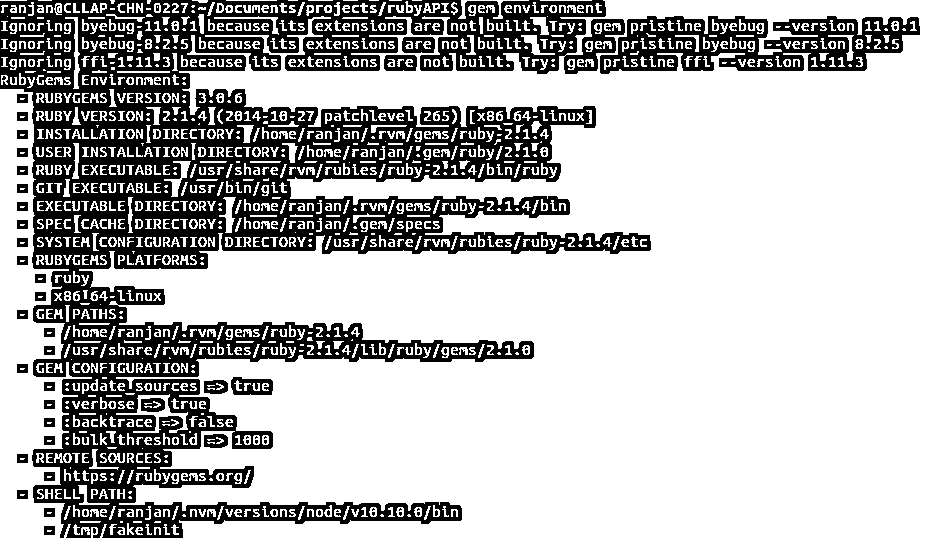 ranjan@CLLAP-CHN-0227:~/Documents/projects/rubyAPI$ gem environment
Ignoring byebug-11.0.1 because its extensions are not built. Try: gem pristine byebug --version 11.0.1
Ignoring byebug-8.2.5 because its extensions are not built. Try: gem pristine byebug --version 8.2.5
Ignoring ffi-1.11.3 because its extensions are not built. Try: gem pristine ffi --version 1.11.3
RubyGems Environment:
  - RUBYGEMS VERSION: 3.0.6
  - RUBY VERSION: 2.1.4 (2014-10-27 patchlevel 265) [x86_64-linux]
  - INSTALLATION DIRECTORY: /home/ranjan/.rvm/gems/ruby-2.1.4
  - USER INSTALLATION DIRECTORY: /home/ranjan/.gem/ruby/2.1.0
  - RUBY EXECUTABLE: /usr/share/rvm/rubies/ruby-2.1.4/bin/ruby
  - GIT EXECUTABLE: /usr/bin/git
  - EXECUTABLE DIRECTORY: /home/ranjan/.rvm/gems/ruby-2.1.4/bin
  - SPEC CACHE DIRECTORY: /home/ranjan/.gem/specs
  - SYSTEM CONFIGURATION DIRECTORY: /usr/share/rvm/rubies/ruby-2.1.4/etc
  - RUBYGEMS PLATFORMS:
    - ruby
    - x86_64-linux
  - GEM PATHS:
     - /home/ranjan/.rvm/gems/ruby-2.1.4
     - /usr/share/rvm/rubies/ruby-2.1.4/lib/ruby/gems/2.1.0
  - GEM CONFIGURATION:
     - :update_sources => true
     - :verbose => true
     - :backtrace => false
     - :bulk_threshold => 1000
  - REMOTE SOURCES:
     - https://rubygems.org/
  - SHELL PATH:
     - /home/ranjan/.nvm/versions/node/v10.10.0/bin
     - /tmp/fakeinit